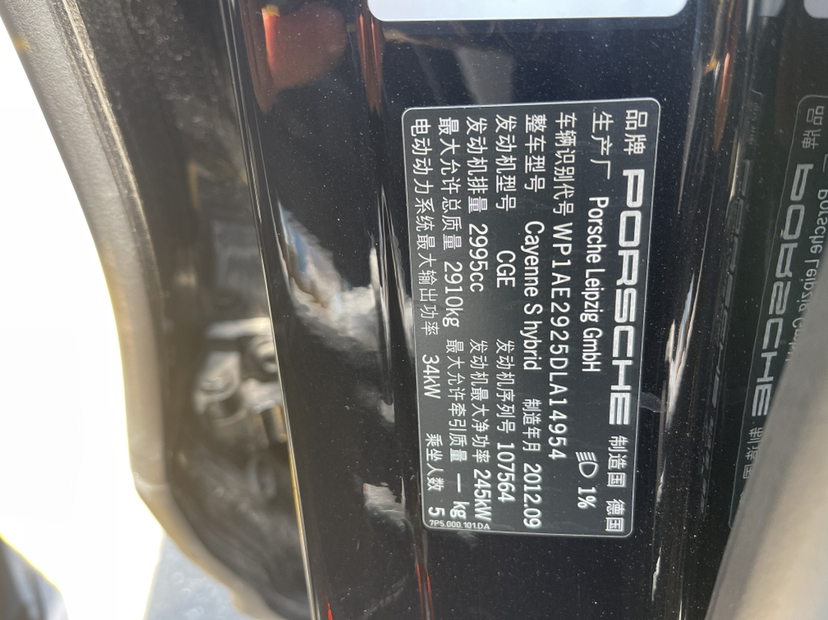 品牌 PORSCHE 制造国 德国
生产厂 Porsche Leipzig GmbH 1%
车辆识别代号 WP1AE2925DLA14954
整车型号 Cayenne S hybrid 制造年月 2012.09
发动机型号 CGE 发动机序列号 107564
发动机排量 2995cc 发动机最大净功率 245kW
最大允许总质量 2910kg 最大允许牵引质量 — kg
电动动力系统最大输出功率 34kW 乘坐人数 5
7P5.000.101.DA